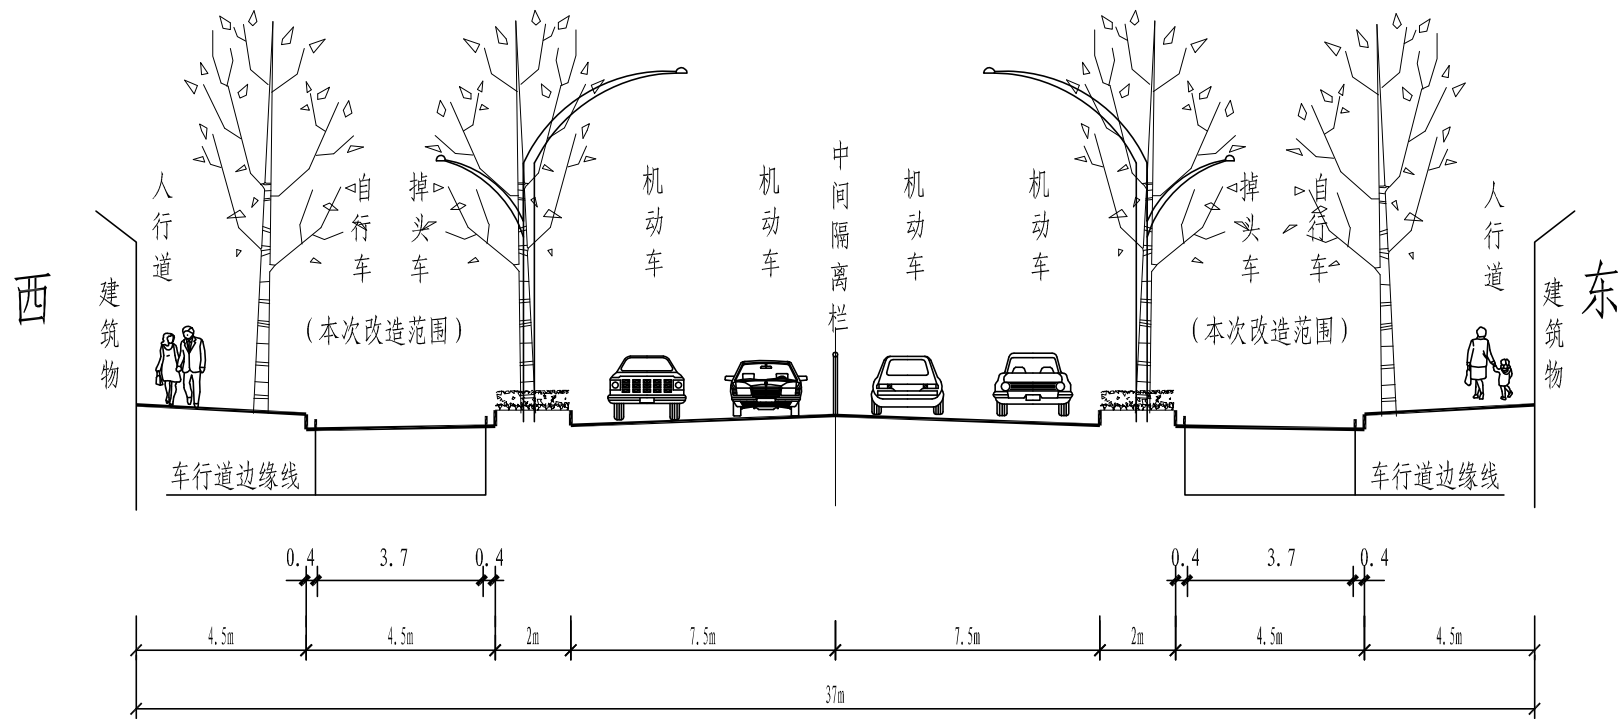 西
建筑物
人行道
自行车
掉头车
(本次改造范围)
机动车
机动车
中间隔离栏
机动车
机动车
掉头车
自行车
(本次改造范围)
人行道
建筑物
东
车行道边缘线
车行道边缘线
0.4 3.7 0.4
0.4 3.7 0.4
4.5m 4.5m 2m 7.5m 7.5m 2m 4.5m 4.5m
37m